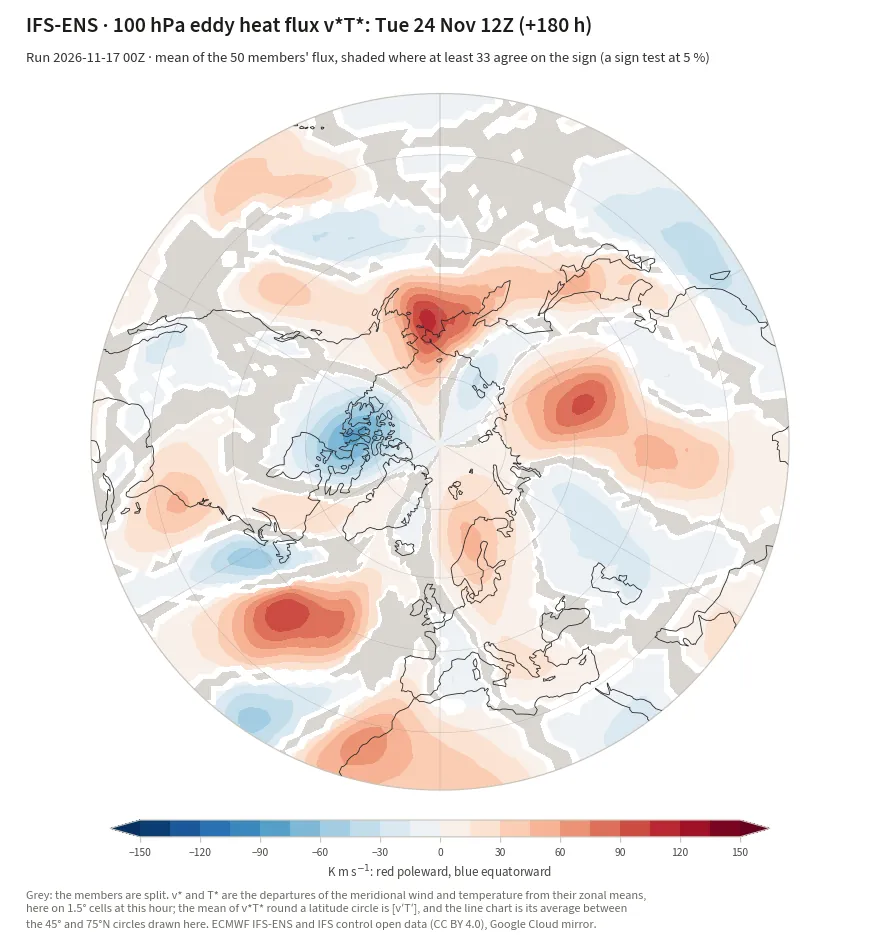 IFS-ENS · 100 hPa eddy heat flux v*T*: Tue 24 Nov 12Z (+180 h)
Run 2026-11-17 00Z · mean of the 50 members' flux, shaded where at least 33 agree on the sign (a sign test at 5 %)
−150 −120 −90 −60 −30 0 30 60 90 120 150
K m s⁻¹: red poleward, blue equatorward
Grey: the members are split. v* and T* are the departures of the meridional wind and temperature from their zonal means,
here on 1.5° cells at this hour; the mean of v*T* round a latitude circle is [v'T'], and the line chart is its average between
the 45° and 75°N circles drawn here. ECMWF IFS-ENS and IFS control open data (CC BY 4.0), Google Cloud mirror.